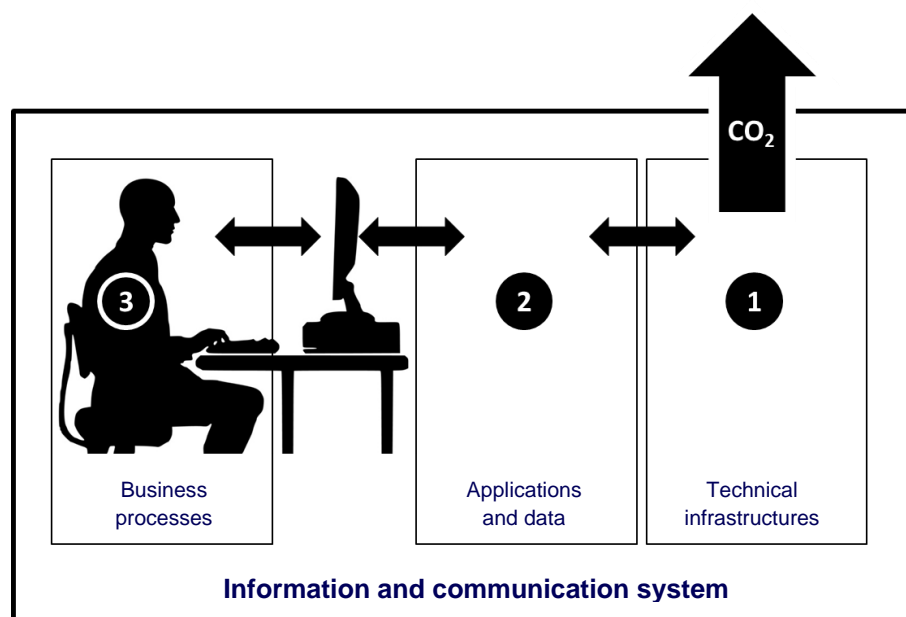 CO₂
3
2
1
Business
processes
Applications
and data
Technical
infrastructures
Information and communication system